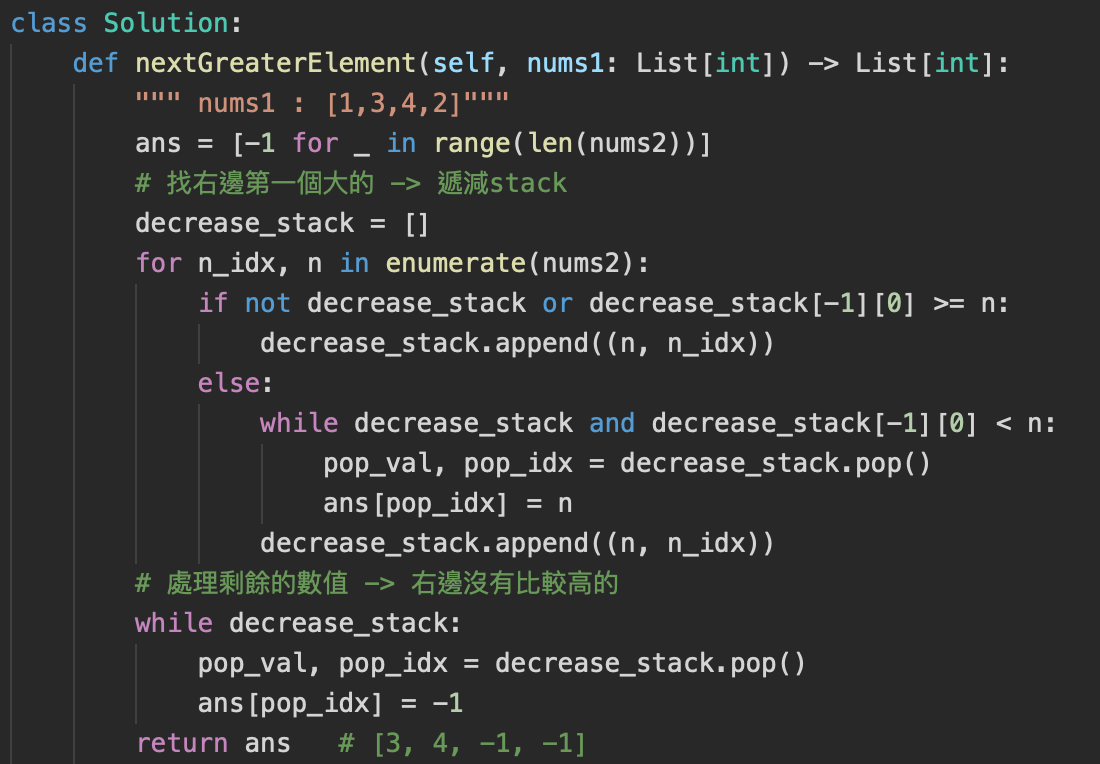 class Solution:
    def nextGreaterElement(self, nums1: List[int]) -> List[int]:
        """ nums1 : [1,3,4,2]"""
        ans = [-1 for _ in range(len(nums2))]
        # 找右邊第一個大的 -> 遞減stack
        decrease_stack = []
        for n_idx, n in enumerate(nums2):
            if not decrease_stack or decrease_stack[-1][0] >= n:
                decrease_stack.append((n, n_idx))
            else:
                while decrease_stack and decrease_stack[-1][0] < n:
                    pop_val, pop_idx = decrease_stack.pop()
                    ans[pop_idx] = n
                decrease_stack.append((n, n_idx))
        # 處理剩餘的數值 -> 右邊沒有比較高的
        while decrease_stack:
            pop_val, pop_idx = decrease_stack.pop()
            ans[pop_idx] = -1
        return ans   # [3, 4, -1, -1]